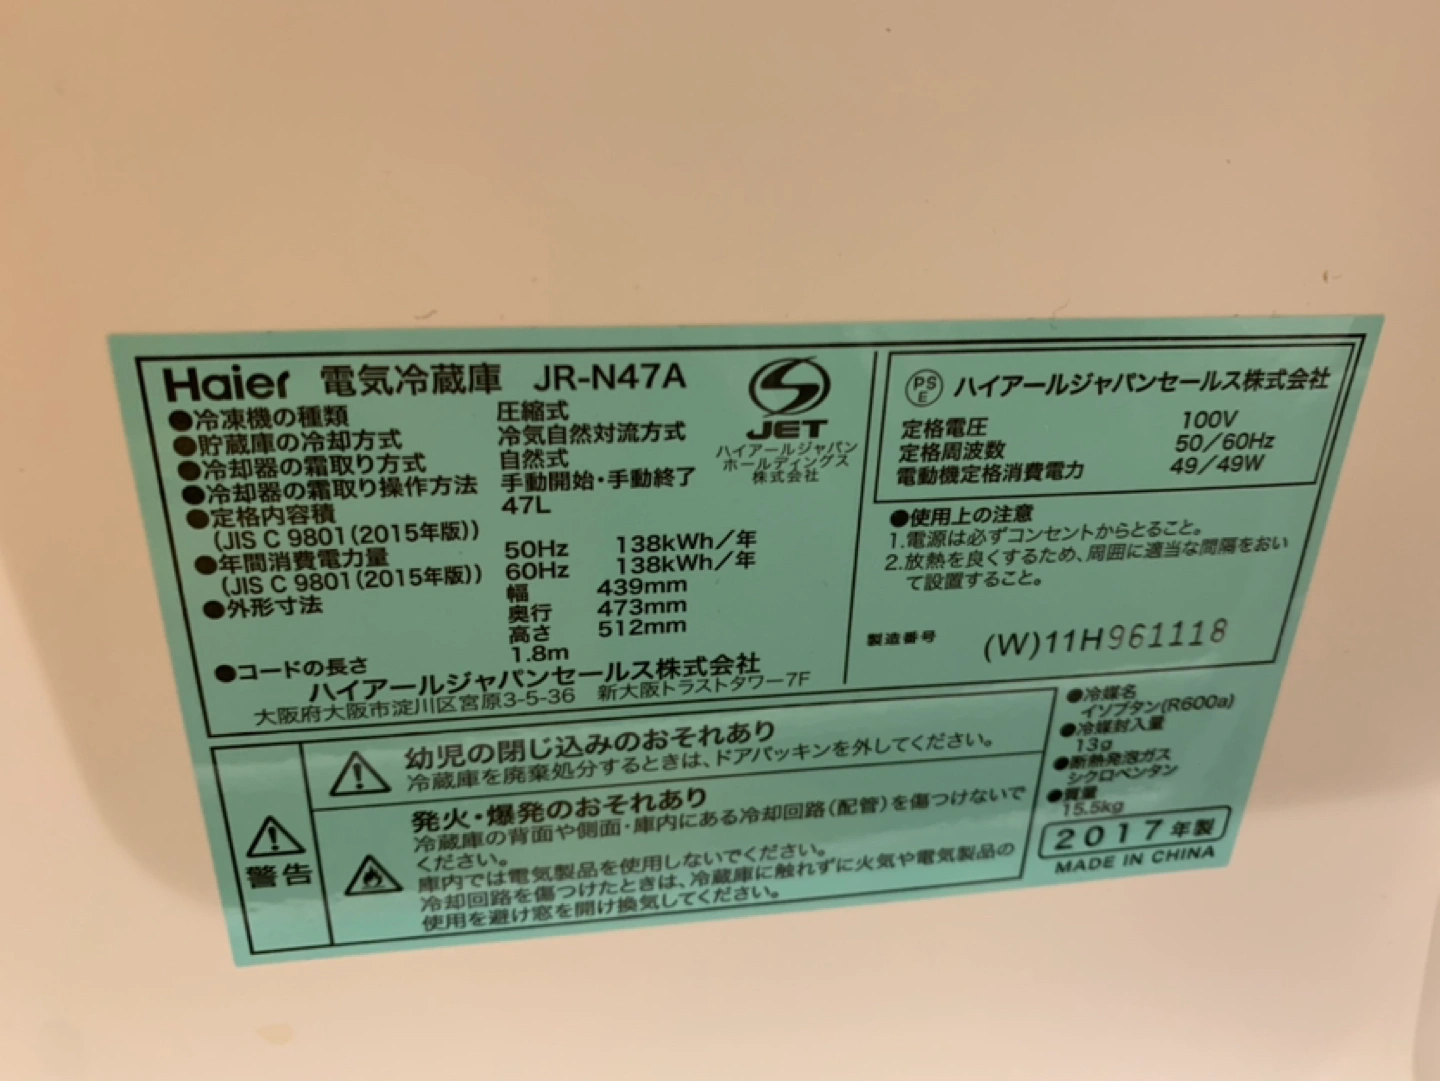 Haier 電気冷蔵庫 JR-N47A
●冷凍機の種類 圧縮式
●貯蔵庫の冷却方式 冷気自然対流方式
●冷却器の霜取り方式 自然式
●冷却器の霜取り操作方法 手動開始・手動終了
●定格内容積 47L
(JIS C 9801(2015年版))
●年間消費電力量 50Hz 138kWh/年
(JIS C 9801(2015年版)) 60Hz 138kWh/年
●外形寸法 幅 439mm
奥行 473mm
高さ 512mm
●コードの長さ 1.8m
ハイアールジャパンセールス株式会社
大阪府大阪市淀川区宮原3-5-36 新大阪トラストタワー7F
JET
ハイアールジャパン
ホールディングス
株式会社
PS
E
ハイアールジャパンセールス株式会社
定格電圧 100V
定格周波数 50/60Hz
電動機定格消費電力 49/49W
●使用上の注意
1.電源は必ずコンセントからとること。
2.放熱を良くするため、周囲に適当な間隔をおい
て設置すること。
製造番号 (W)11H961118
警告
幼児の閉じ込みのおそれあり
冷蔵庫を廃棄処分するときは、ドアパッキンを外してください。
発火・爆発のおそれあり
冷蔵庫の背面や側面・庫内にある冷却回路(配管)を傷つけないで
ください。
庫内では電気製品を使用しないでください。
冷却回路を傷つけたときは、冷蔵庫に触れずに火気や電気製品の
使用を避け窓を開け換気してください。
●冷媒名
イソブタン(R600a)
●冷媒封入量
13g
●断熱発泡ガス
シクロペンタン
●質量
15.5kg
2017年製
MADE IN CHINA